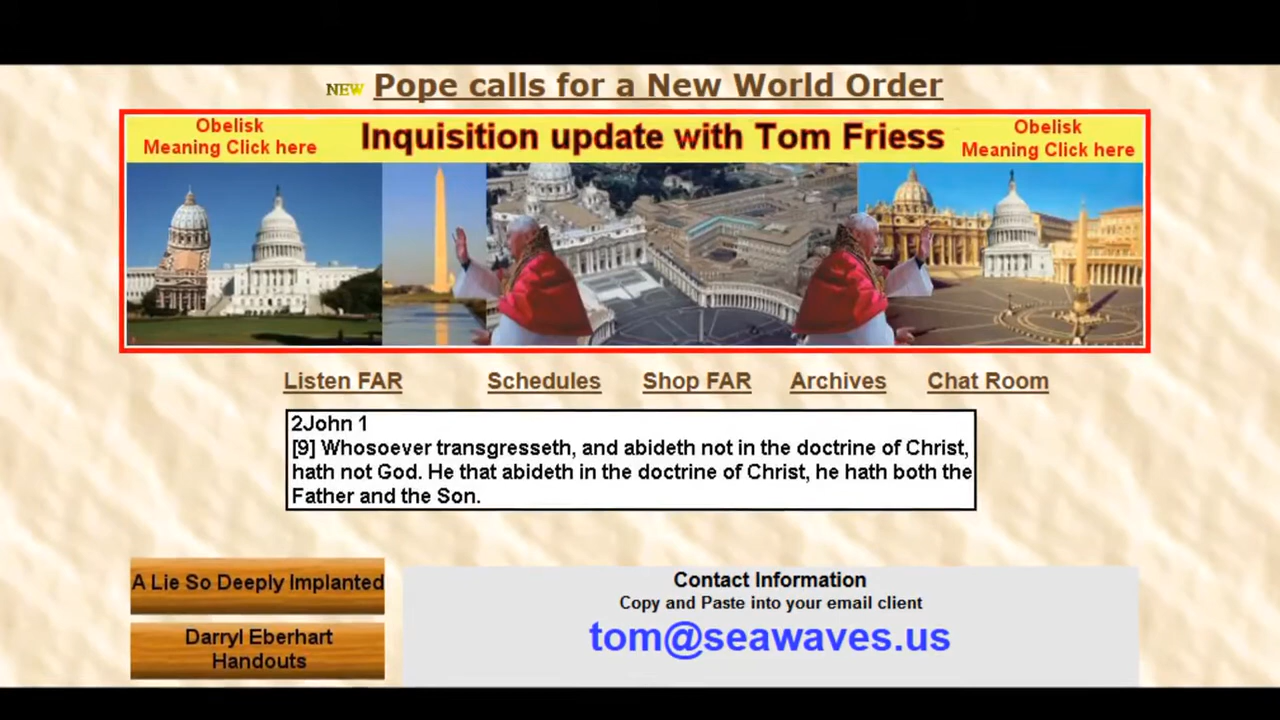 NEW Pope calls for a New World Order
Obelisk
Meaning Click here
Inquisition update with Tom Friess
Obelisk
Meaning Click here
Listen FAR Schedules Shop FAR Archives Chat Room
2John 1
[9] Whosoever transgresseth, and abideth not in the doctrine of Christ,
hath not God. He that abideth in the doctrine of Christ, he hath both the
Father and the Son.
A Lie So Deeply Implanted
Darryl Eberhart
Handouts
Contact Information
Copy and Paste into your email client
tom@seawaves.us